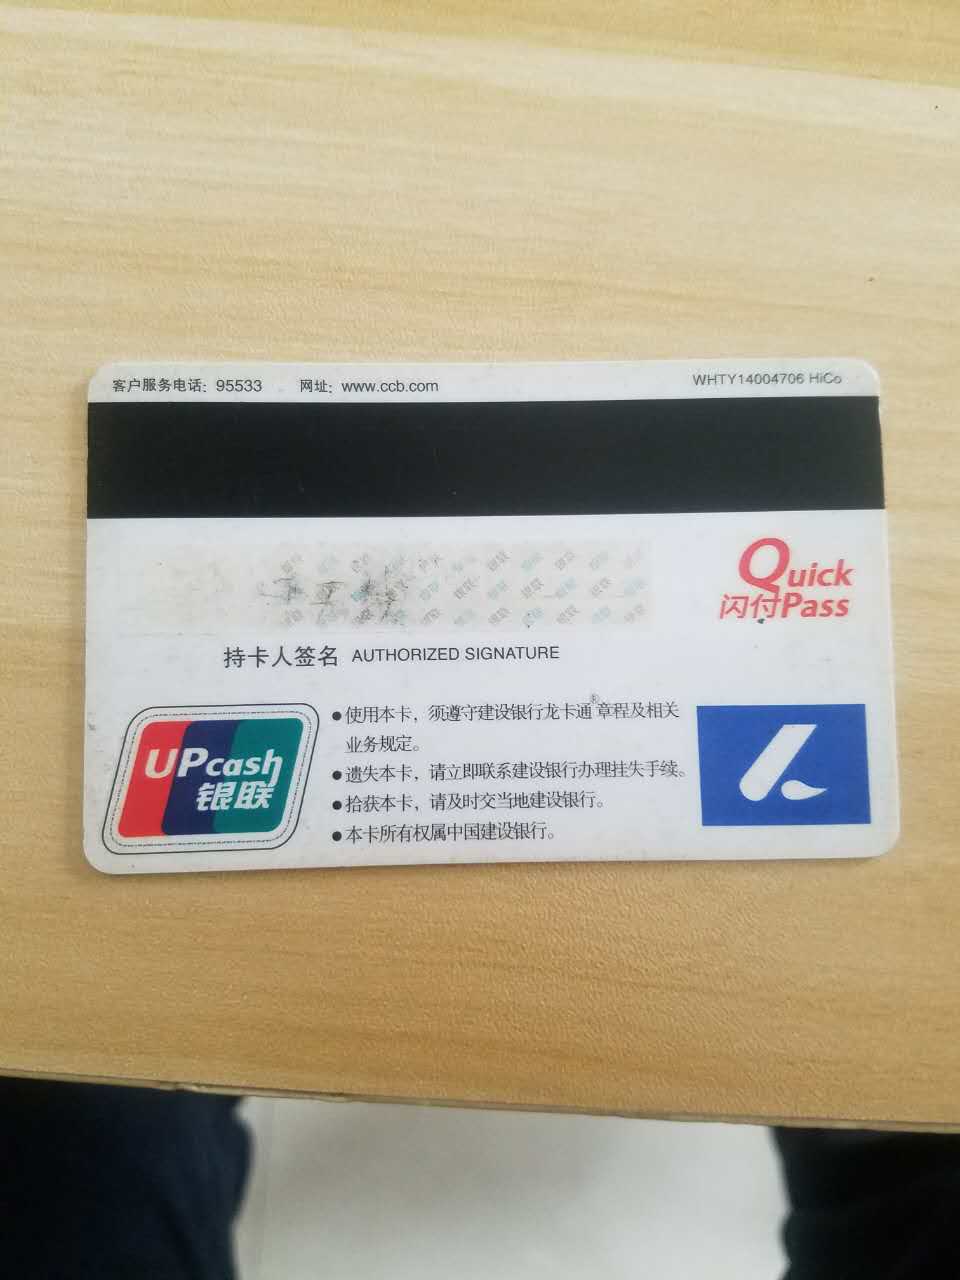 客户服务电话：95533 网址：www.ccb.com
WHTY14004706 HiCo
Quick
闪付Pass
持卡人签名 AUTHORIZED SIGNATURE
UPcash
银联
●使用本卡，须遵守建设银行龙卡通®章程及相关
业务规定。
●遗失本卡，请立即联系建设银行办理挂失手续。
●拾获本卡，请及时交当地建设银行。
●本卡所有权属中国建设银行。